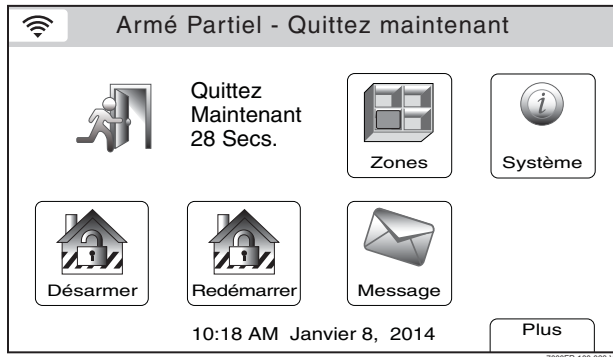 Armé Partiel - Quittez maintenant
Quittez
Maintenant
28 Secs.
Zones
Système
Désarmer
Redémarrer
Message
10:18 AM Janvier 8, 2014
Plus